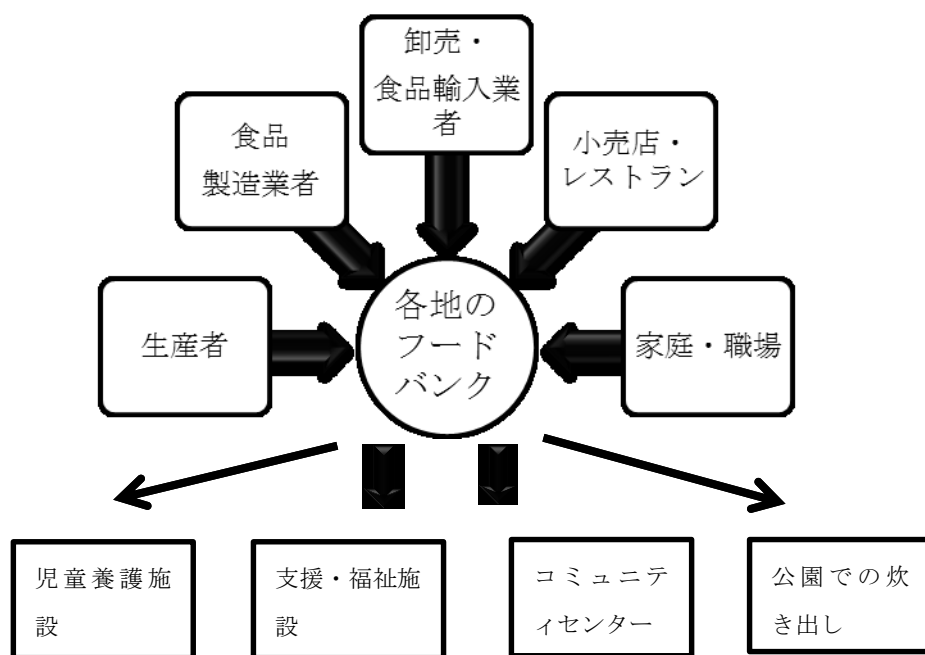 卸売・
食品輸入業
者
食品
製造業者
小売店・
レストラン
各地の
フード
バンク
生産者
家庭・職場
児童養護施
設
支援・福祉施
設
コミュニテ
ィセンター
公園での炊
き出し